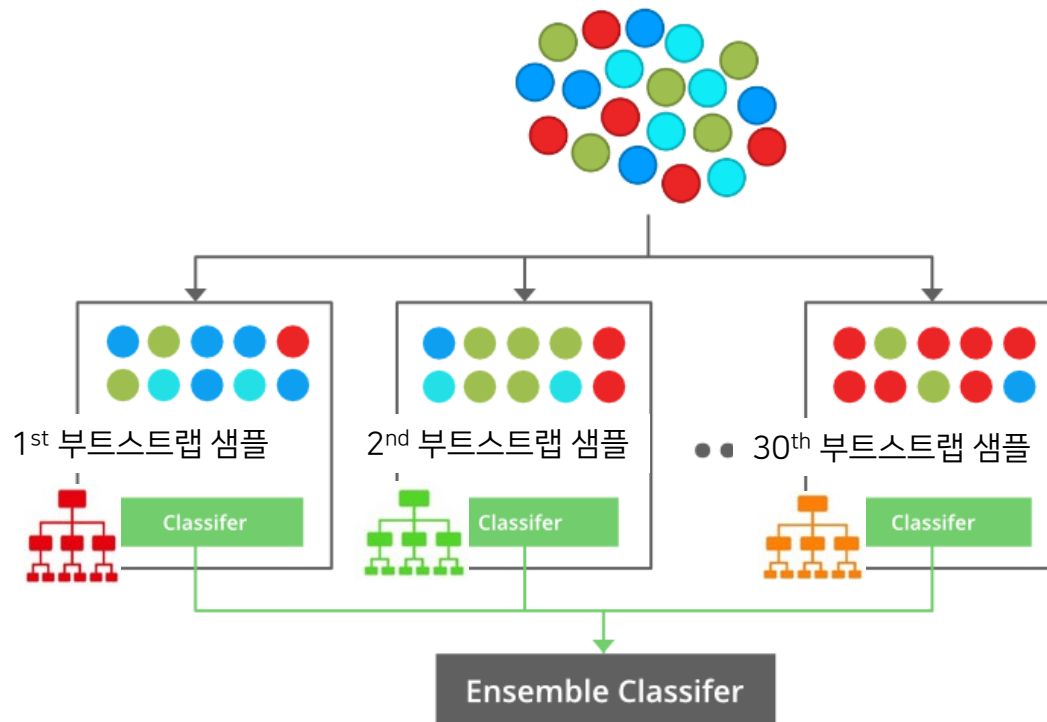 1st 부트스트랩 샘플
2nd 부트스트랩 샘플
30th 부트스트랩 샘플
Classifer
Classifer
Classifer
Ensemble Classifer